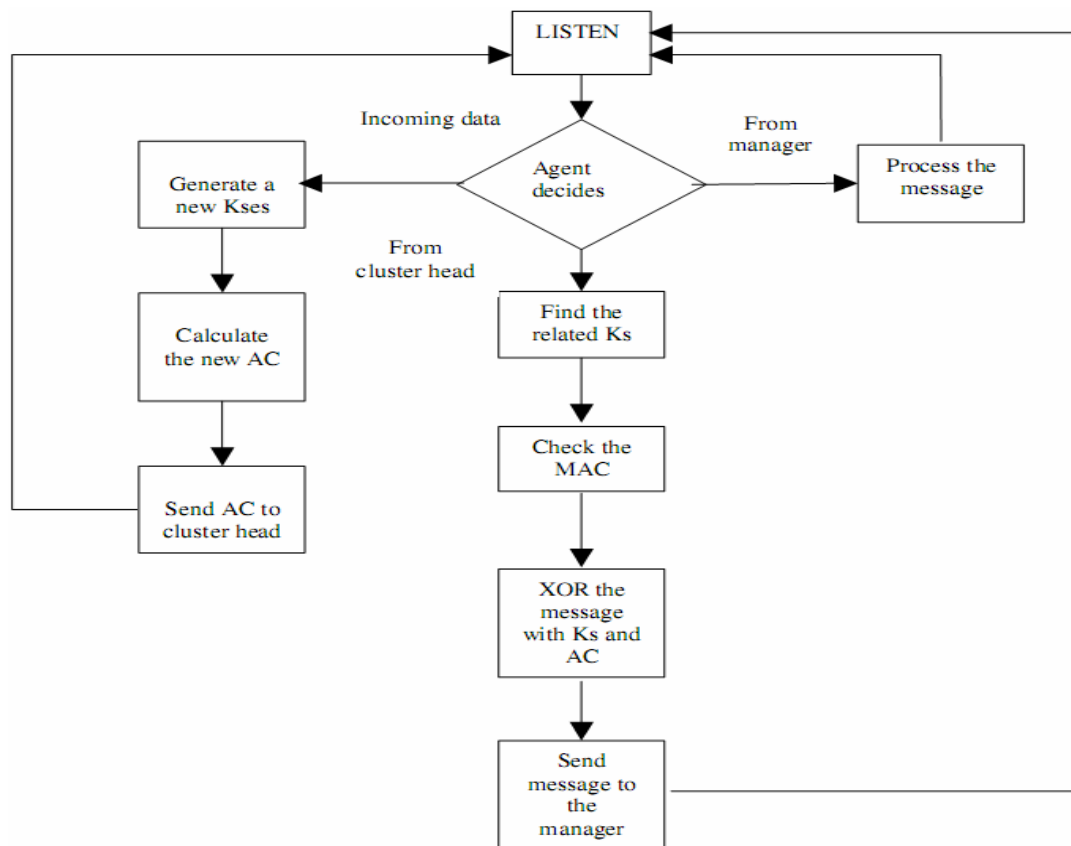 LISTEN
Incoming data
From
manager
Agent
decides
Process the
message
Generate a
new Kses
From
cluster head
Find the
related Ks
Calculate
the new AC
Check the
MAC
Send AC to
cluster head
XOR the
message
with Ks and
AC
Send
message to
the
manager